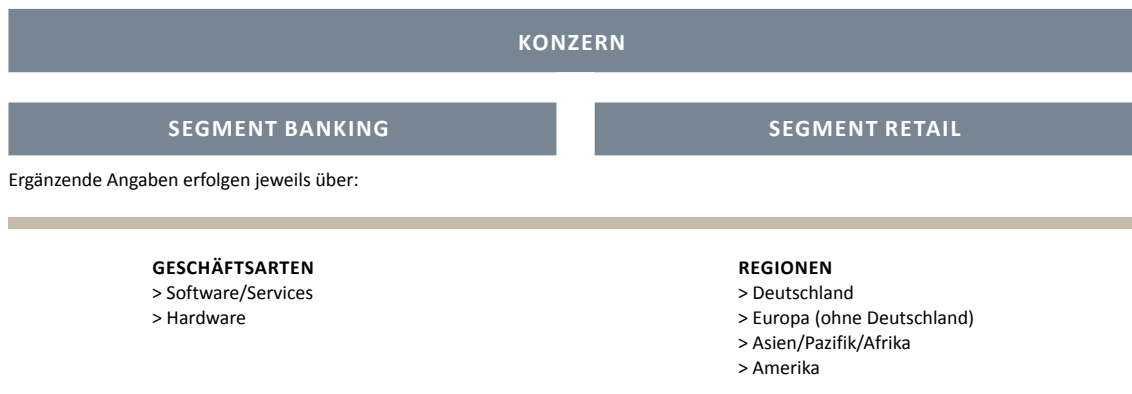 KONZERN
SEGMENT BANKING
SEGMENT RETAIL
Ergänzende Angaben erfolgen jeweils über:
GESCHÄFTSARTEN
> Software/Services
> Hardware
REGIONEN
> Deutschland
> Europa (ohne Deutschland)
> Asien/Pazifik/Afrika
> Amerika